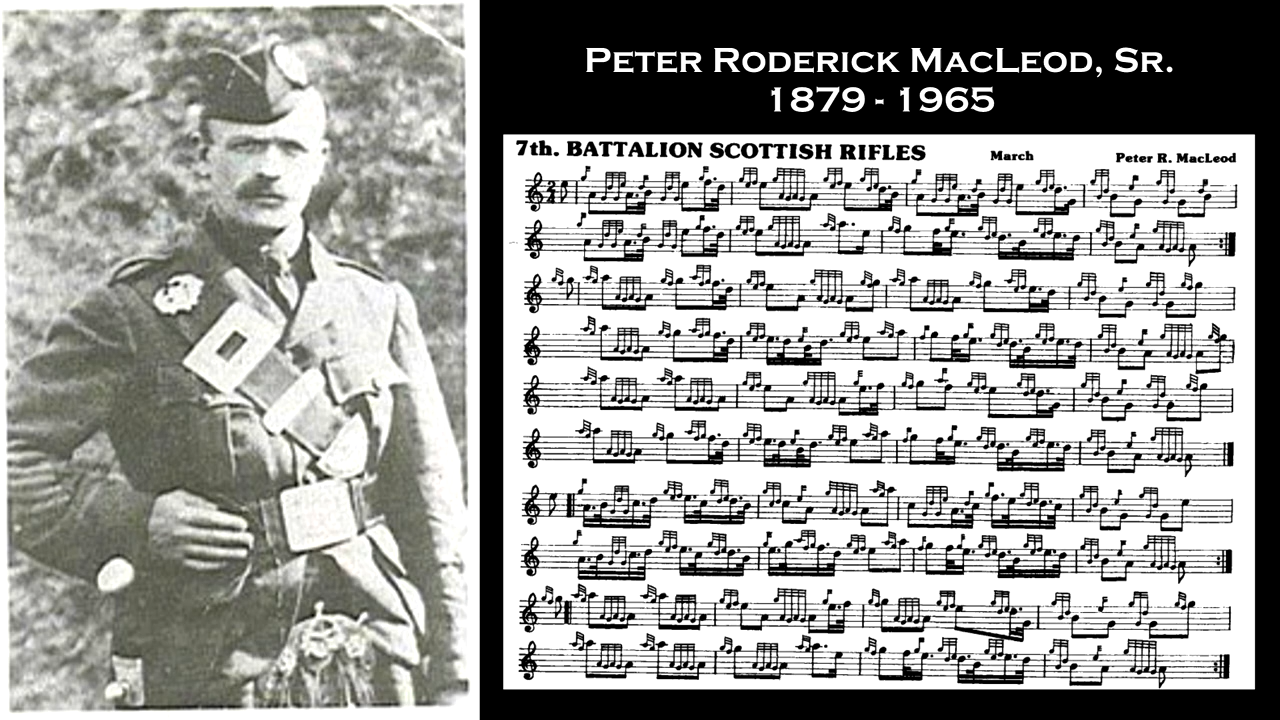 PETER RODERICK MACLEOD, SR.
1879 - 1965
7th. BATTALION SCOTTISH RIFLES March Peter R. MacLeod